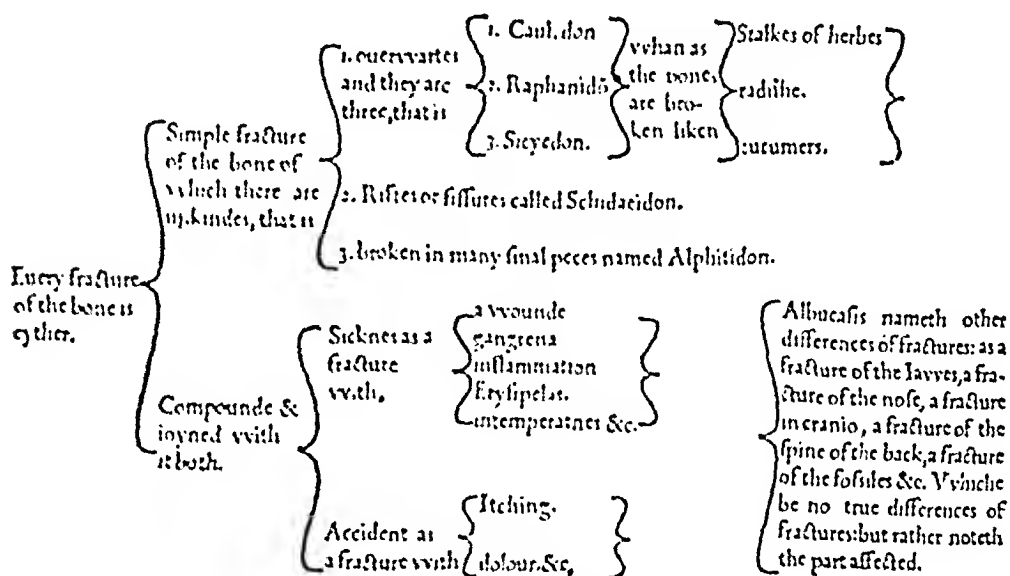 Euery fracture
of the bone is
eyther.
Simple fracture
of the bone of
vvhich there are
iij. kindes, that is
1. ouervvartes
and they are
three, that is
1. Caulidon
2. Raphanidō
3. Sicyedon.
vvhan as
the bones
are bro-
ken liken
Stalkes of herbes
radishe.
cucumers.
2. Riftes or fissures called Schidaeidon.
3. broken in many smal peces named Alphitidon.
Compounde &
ioyned vvith
it both.
Sicknes as a
fracture
vvith,
a vvounde
gangrena
inflammation
Erysipelas.
intemperatnes &c.
Accident as
a fracture vvith
Itching.
dolour. &c,
Albucasis nameth other
differences of fractures: as a
fracture of the Iavves, a fra-
cture of the nose, a fracture
in cranio, a fracture of the
spine of the back, a fracture
of the fossiles &c. Vvhiche
be no true differences of
fractures: but rather noteth
the part affected.